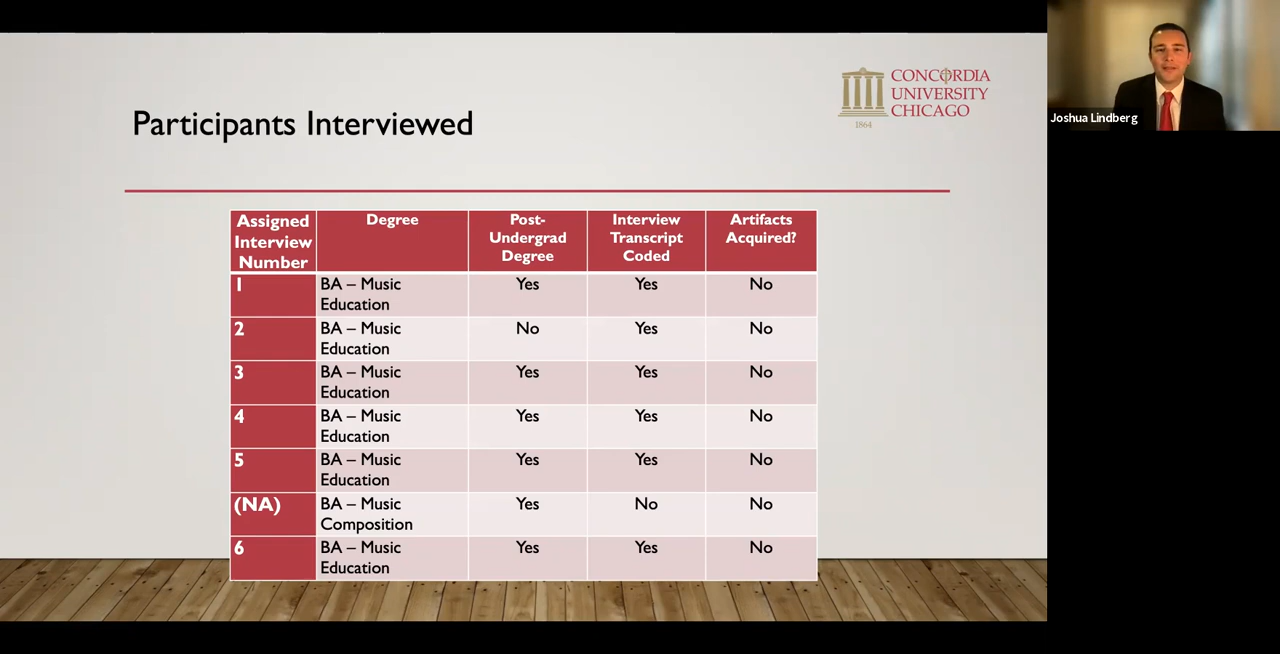 Participants Interviewed
CONCORDIA
UNIVERSITY
CHICAGO
1864
Joshua Lindberg
Assigned Interview Number
Degree
Post-Undergrad Degree
Interview Transcript Coded
Artifacts Acquired?
1
BA – Music
Education
Yes
Yes
No
2
BA – Music
Education
No
Yes
No
3
BA – Music
Education
Yes
Yes
No
4
BA – Music
Education
Yes
Yes
No
5
BA – Music
Education
Yes
Yes
No
(NA)
BA – Music
Composition
Yes
No
No
6
BA – Music
Education
Yes
Yes
No